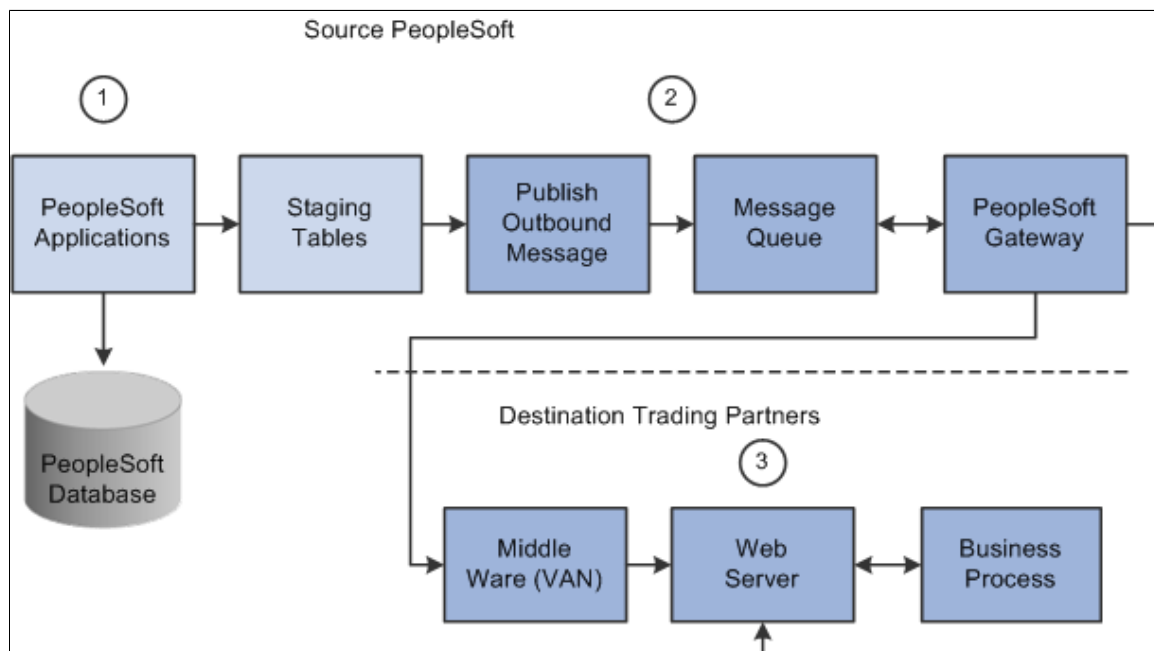 Source PeopleSoft
1
2
PeopleSoft
Applications
Staging
Tables
Publish
Outbound
Message
Message
Queue
PeopleSoft
Gateway
PeopleSoft
Database
Destination Trading Partners
3
Middle
Ware (VAN)
Web
Server
Business
Process